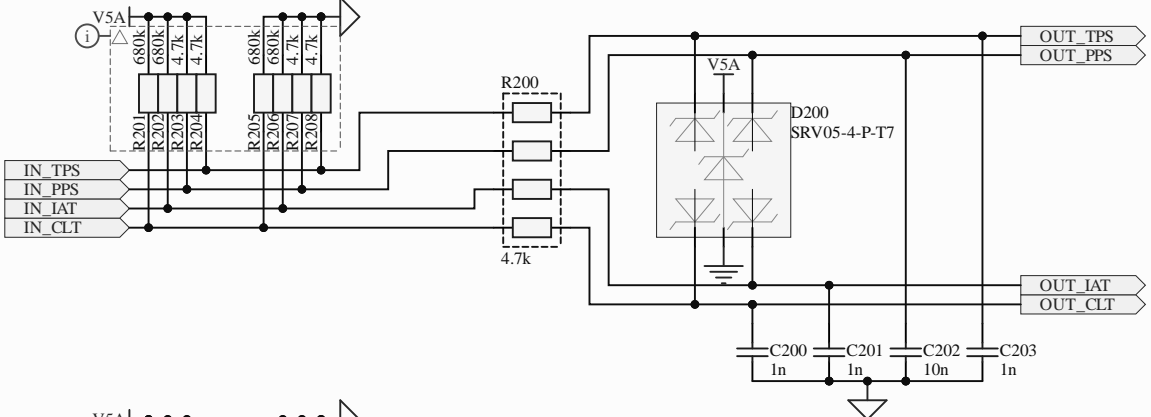 V5A
i
680k
680k
4.7k
4.7k
680k
680k
4.7k
4.7k
R201
R202
R203
R204
R205
R206
R207
R208
IN_TPS
IN_PPS
IN_IAT
IN_CLT
R200
4.7k
V5A
D200
SRV05-4-P-T7
OUT_TPS
OUT_PPS
OUT_IAT
OUT_CLT
C200
1n
C201
1n
C202
10n
C203
1n
V5A